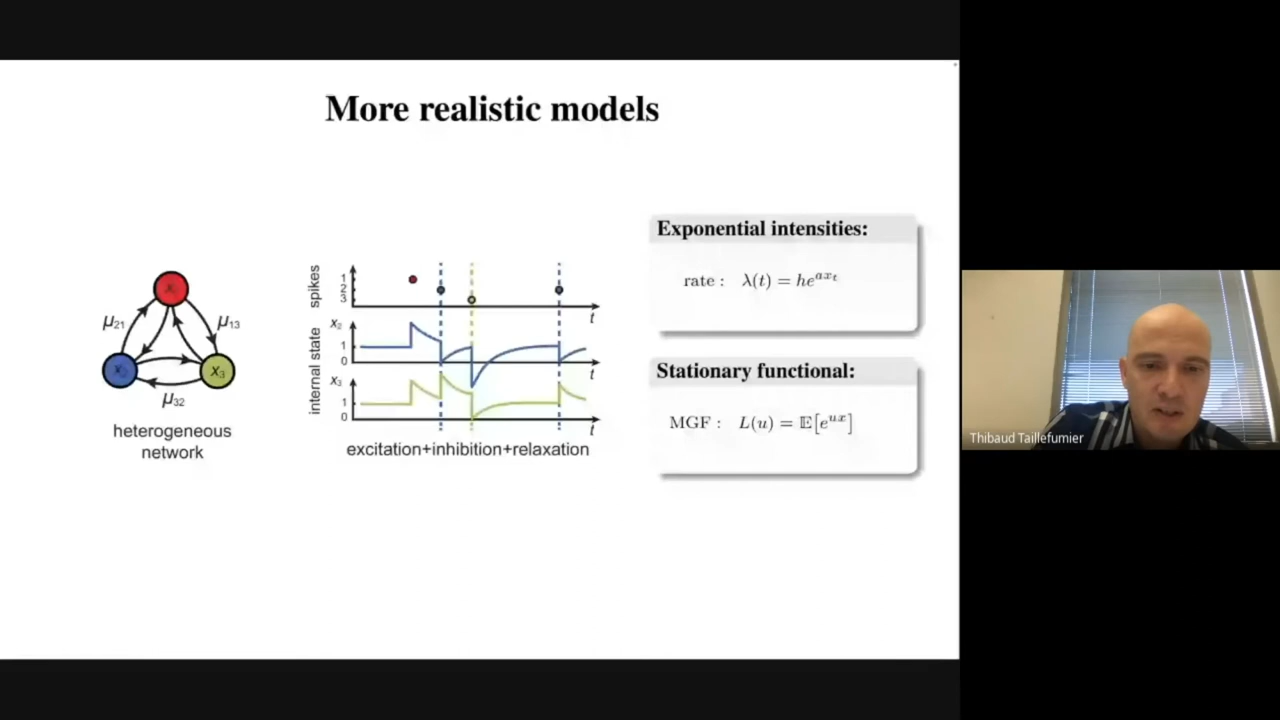 More realistic models
x₁
μ₂₁
μ₁₃
x₃
μ₃₂
heterogeneous
network
spikes
1
2
3
t
internal state
x₂
1
0
t
x₃
1
0
t
excitation+inhibition+relaxation
Exponential intensities:
rate : λ(t) = he^{ax_t}
Stationary functional:
MGF : L(u) = 𝔼[e^{ux}]
Thibaud Taillefumier